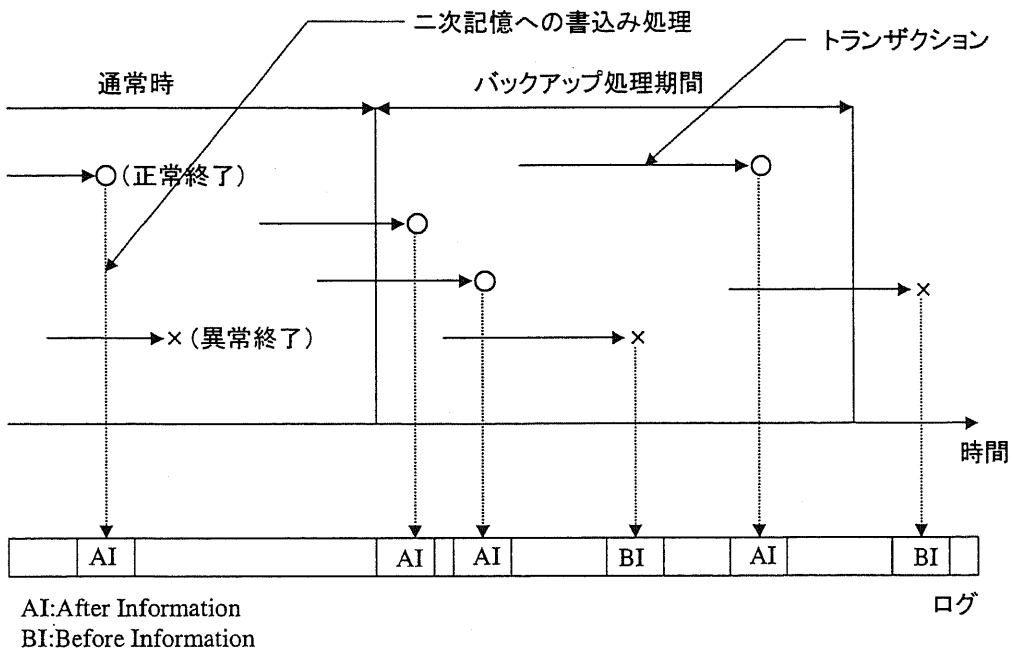 二次記憶への書込み処理
トランザクション
通常時
バックアップ処理期間
(正常終了)
×(異常終了)
×
×
時間
AI
AI
AI
BI
AI
BI
ログ
AI:After Information
BI:Before Information